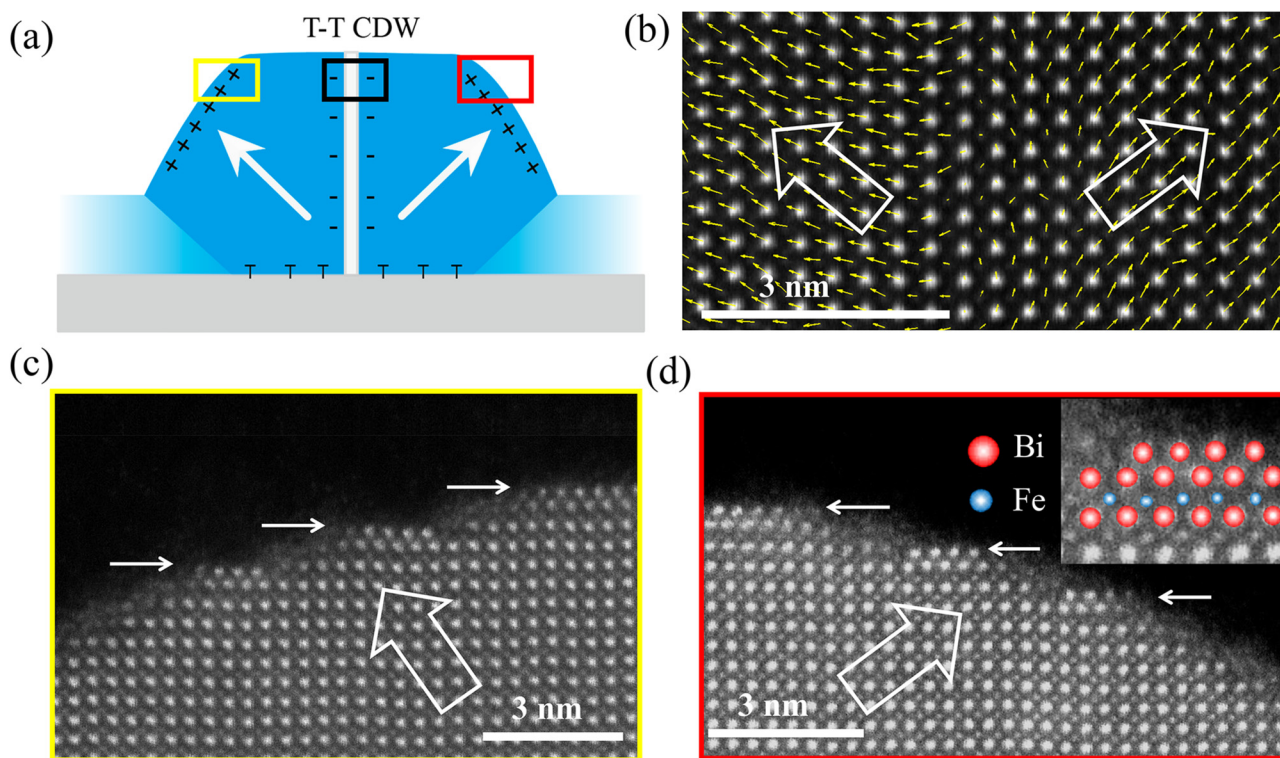 (a)
T-T CDW
+ + + + + +
- - - - -
- - - - -
+ + + + + +
T T T T T T
(b)
3 nm
(c)
3 nm
(d)
Bi
Fe
3 nm